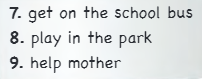 7. get on the school bus
8. play in the park
9. help mother